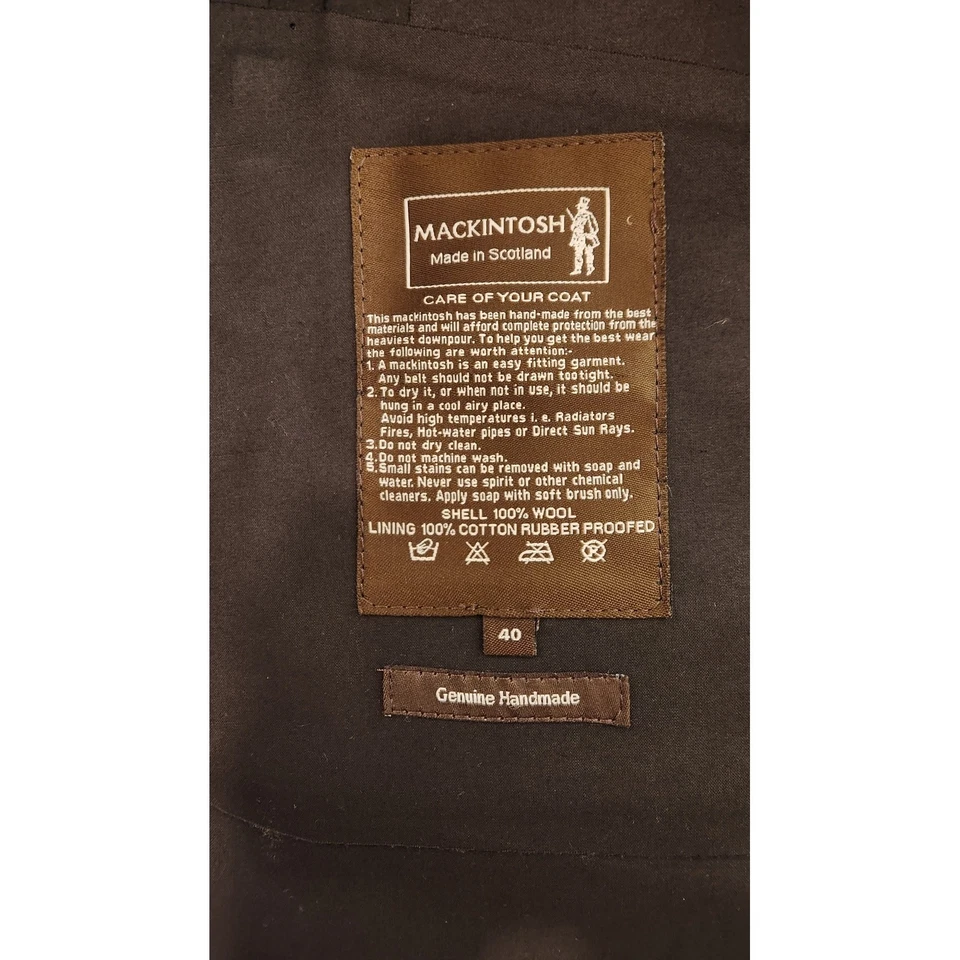 MACKINTOSH
Made in Scotland
CARE OF YOUR COAT
This mackintosh has been hand-made from the best
materials and will afford complete protection from the
heaviest downpour. To help you get the best wear
the following are worth attention:-
1. A mackintosh is an easy fitting garment.
Any belt should not be drawn too tight.
2. To dry it, or when not in use, it should be
hung in a cool airy place.
Avoid high temperatures i. e. Radiators
Fires, Hot-water pipes or Direct Sun Rays.
3. Do not dry clean.
4. Do not machine wash.
5. Small stains can be removed with soap and
water. Never use spirit or other chemical
cleaners. Apply soap with soft brush only.
SHELL 100% WOOL
LINING 100% COTTON RUBBER PROOFED
40
Genuine Handmade